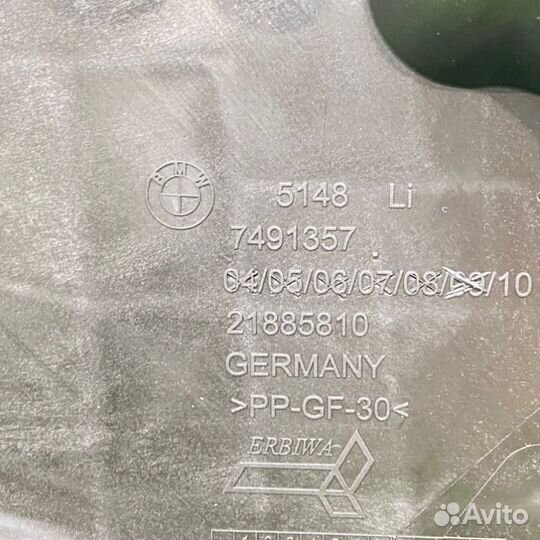 BMW
5148 Li
7491357
04/05/06/07/08/09/10
21885810
GERMANY
>PP-GF-30<
ERBIWA
Avito